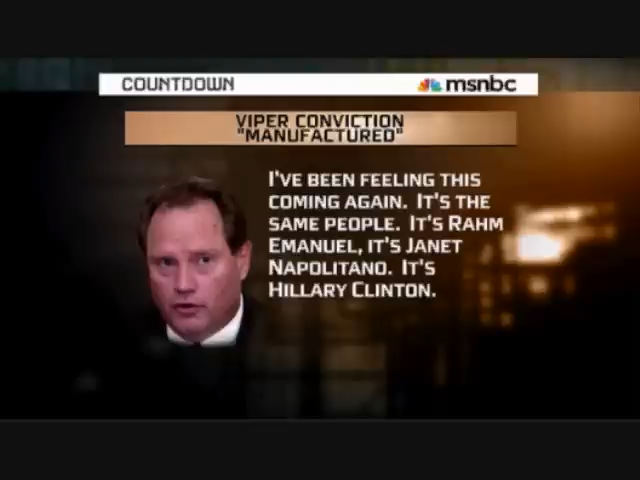 COUNTDOWN msnbc
VIPER CONVICTION
"MANUFACTURED"
I'VE BEEN FEELING THIS
COMING AGAIN. IT'S THE
SAME PEOPLE. IT'S RAHM
EMANUEL, IT'S JANET
NAPOLITANO. IT'S
HILLARY CLINTON.